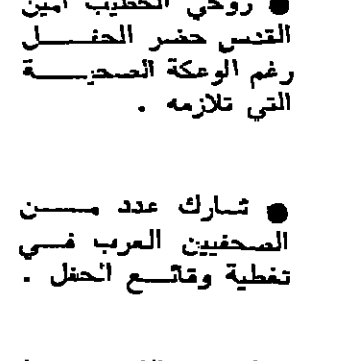 ● روحي الخطيب أمين
القدس حضر الحفل
رغم الوعكة الصحية
التي تلازمه .
● شارك عدد من
الصحفيين العرب في
تغطية وقائع الحفل .